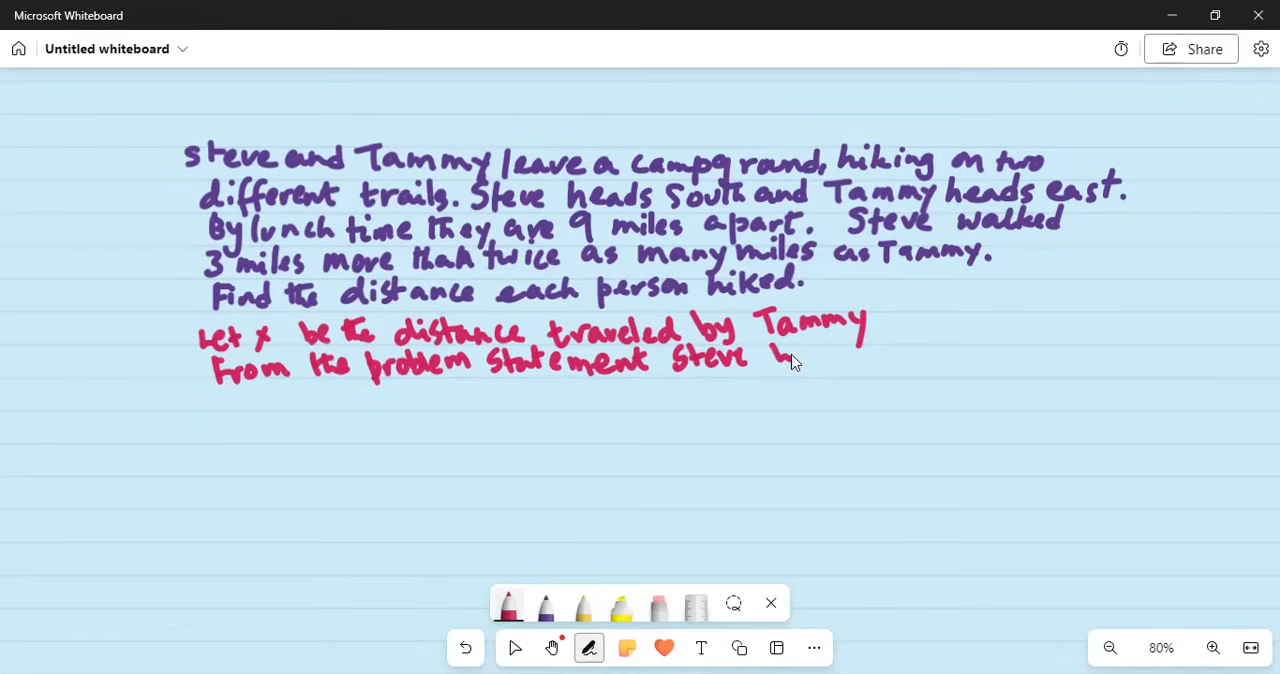 Microsoft Whiteboard
Untitled whiteboard
Share
Steve and Tammy leave a campground, hiking on two
different trails. Steve heads South and Tammy heads east.
By lunch time they are 9 miles apart. Steve walked
3 miles more than twice as many miles as Tammy.
Find the distance each person hiked.
Let x be the distance traveled by Tammy
From the problem statement Steve
80%